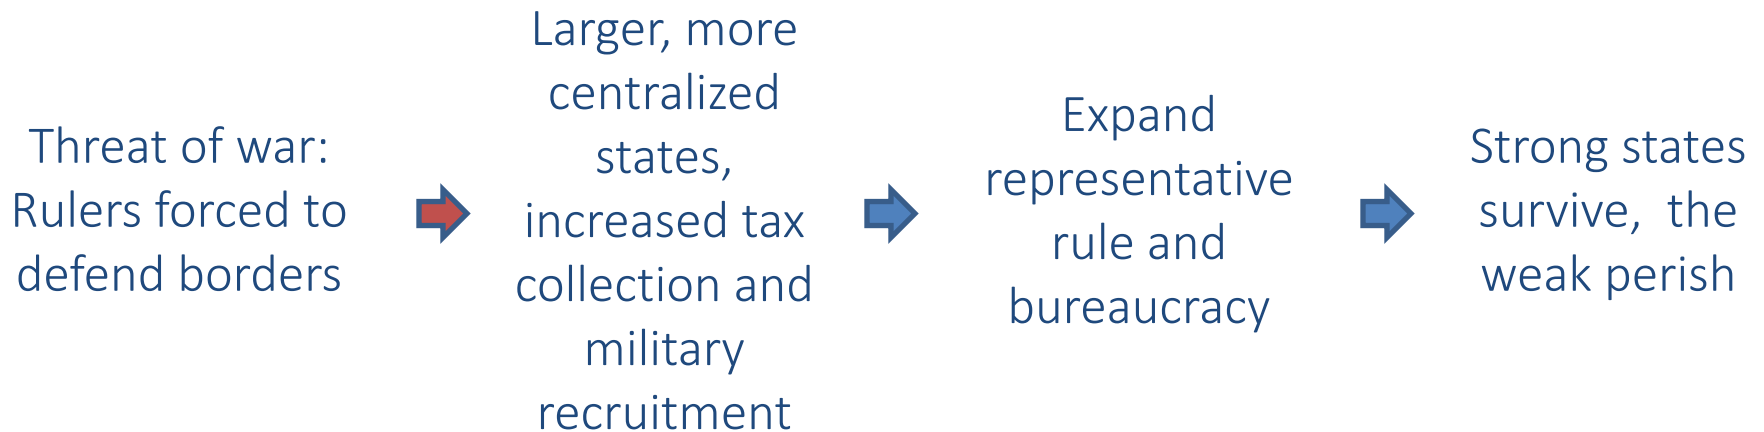 Threat of war:
Rulers forced to
defend borders
Larger, more
centralized
states,
increased tax
collection and
military
recruitment
Expand
representative
rule and
bureaucracy
Strong states
survive,  the
weak perish